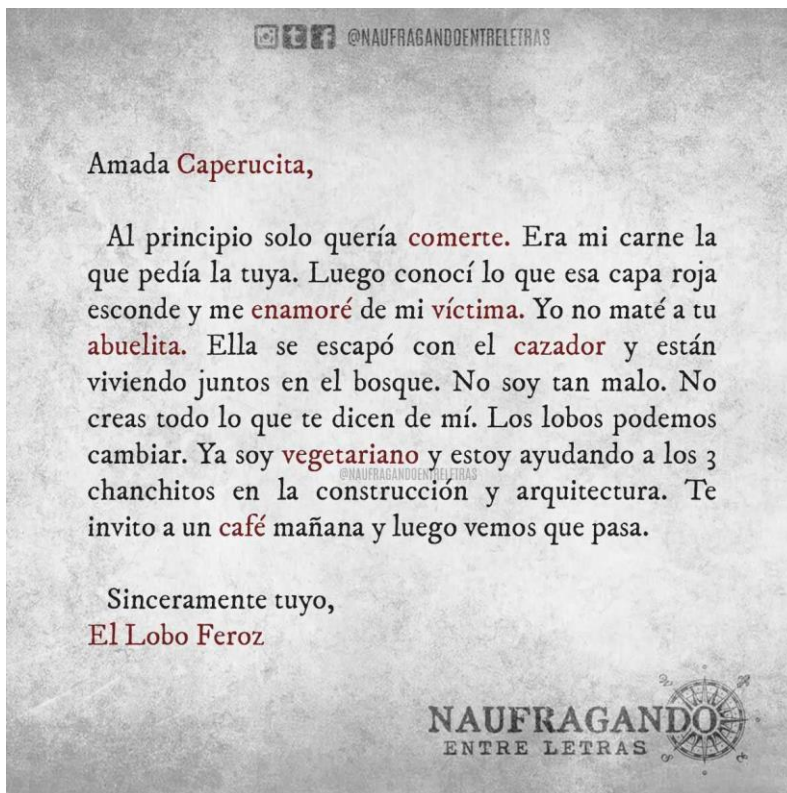 @NAUFRAGANDOENTRELETRAS
Amada Caperucita,
Al principio solo quería comerte. Era mi carne la
que pedía la tuya. Luego conocí lo que esa capa roja
esconde y me enamoré de mi víctima. Yo no maté a tu
abuelita. Ella se escapó con el cazador y están
viviendo juntos en el bosque. No soy tan malo. No
creas todo lo que te dicen de mí. Los lobos podemos
cambiar. Ya soy vegetariano y estoy ayudando a los 3
@NAUFRAGANDOENTRELETRAS
chanchitos en la construcción y arquitectura. Te
invito a un café mañana y luego vemos que pasa.
Sinceramente tuyo,
El Lobo Feroz
NAUFRAGANDO
ENTRE LETRAS